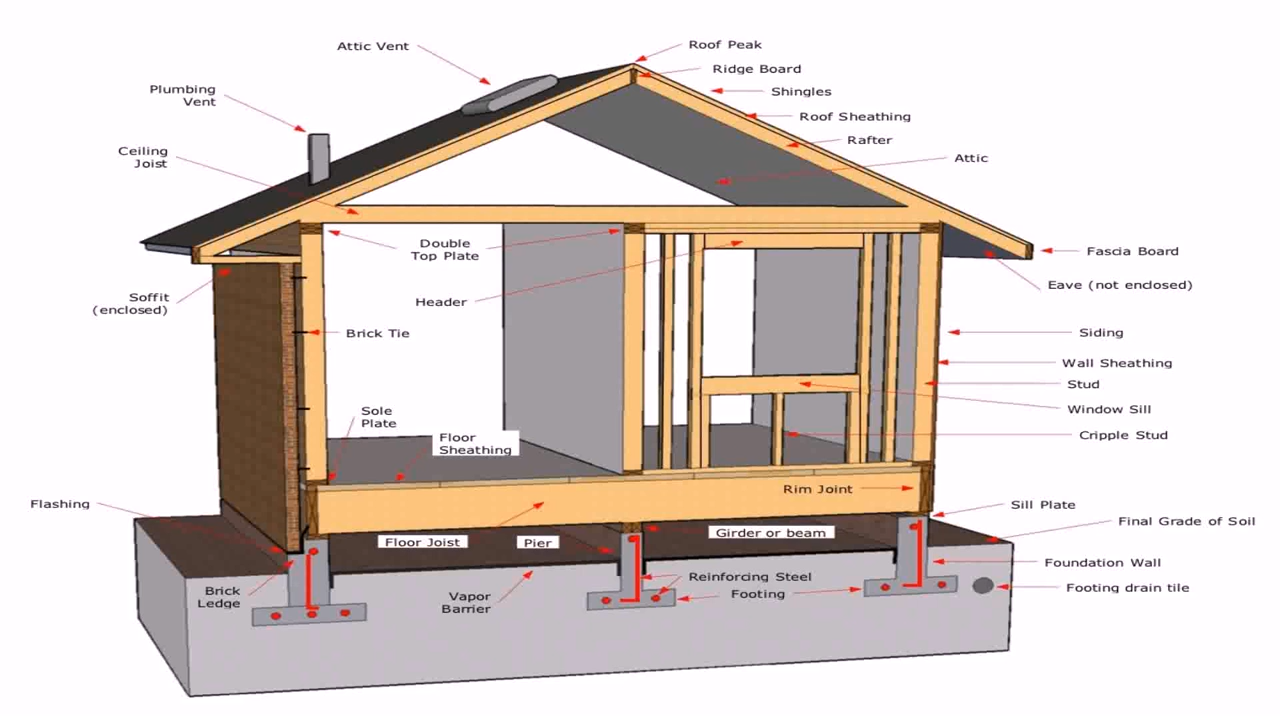 Attic Vent
Roof Peak
Ridge Board
Plumbing
Vent
Shingles
Roof Sheathing
Rafter
Ceiling
Joist
Attic
Double
Top Plate
Fascia Board
Eave (not enclosed)
Soffit
(enclosed)
Header
Brick Tie
Siding
Wall Sheathing
Stud
Window Sill
Sole
Plate
Floor
Sheathing
Cripple Stud
Rim Joint
Flashing
Sill Plate
Final Grade of Soil
Girder or beam
Floor Joist
Pier
Foundation Wall
Reinforcing Steel
Footing drain tile
Brick
Ledge
Vapor
Barrier
Footing